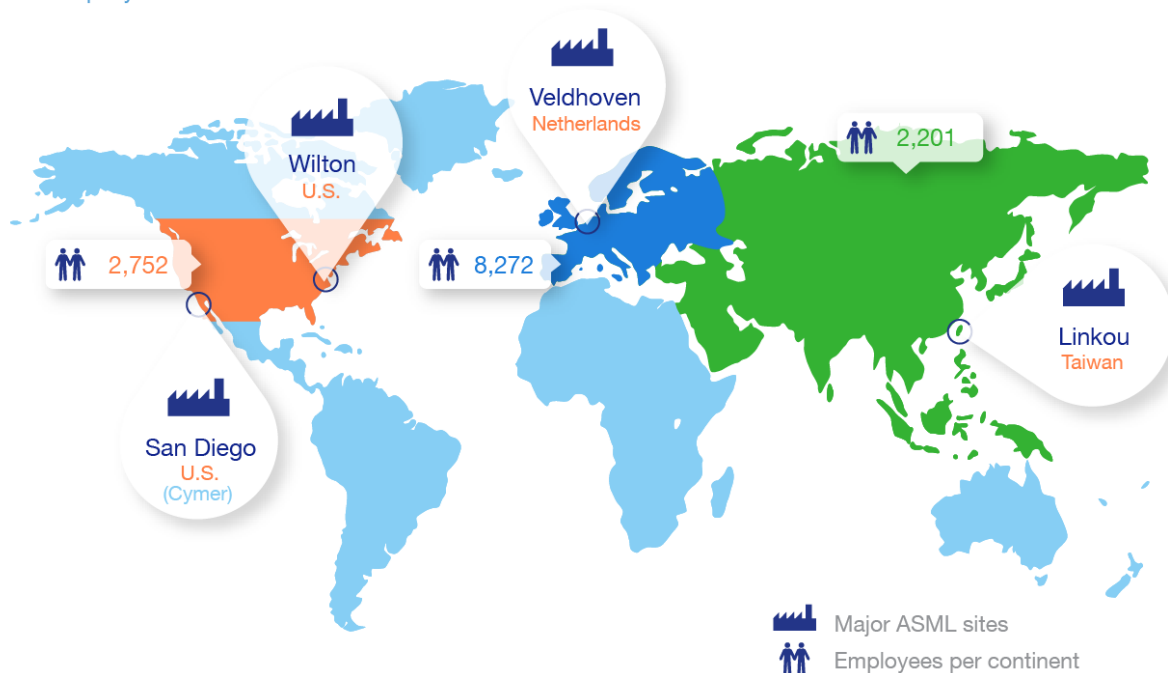 Veldhoven
Netherlands
Wilton
U.S.
2,201
2,752
8,272
Linkou
Taiwan
San Diego
U.S.
(Cymer)
Major ASML sites
Employees per continent